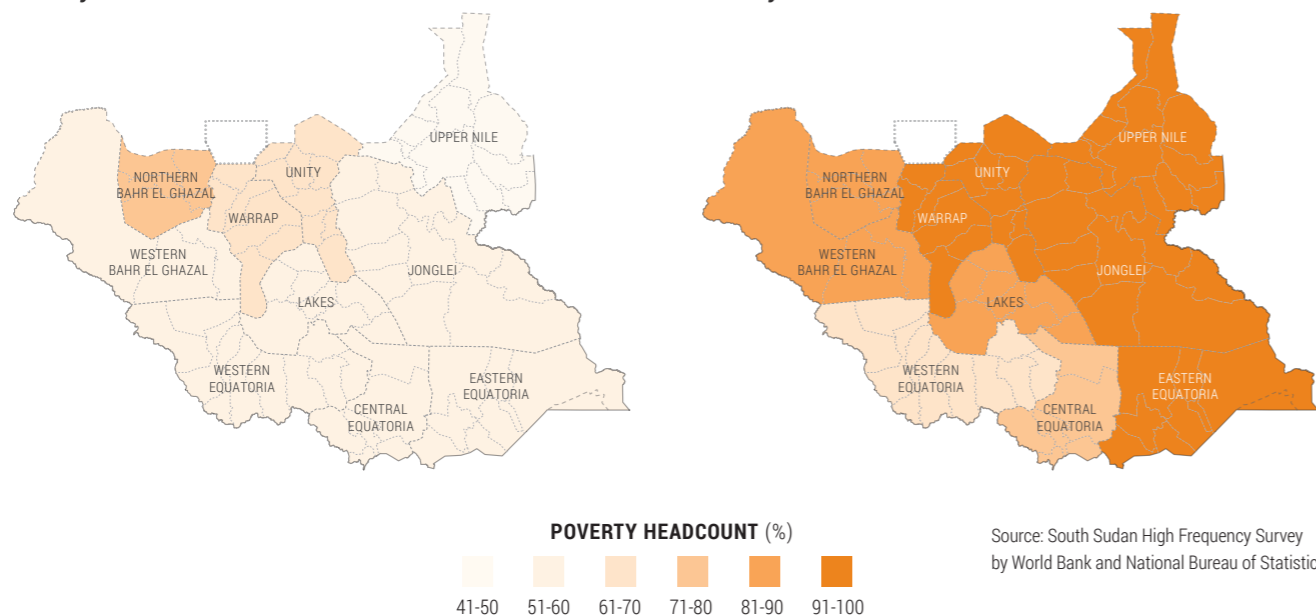 UPPER NILE
NORTHERN
BAHR EL GHAZAL
UNITY
WARRAP
WESTERN
BAHR EL GHAZAL
JONGLEI
LAKES
WESTERN
EQUATORIA
EASTERN
EQUATORIA
CENTRAL
EQUATORIA
UPPER NILE
NORTHERN
BAHR EL GHAZAL
UNITY
WARRAP
WESTERN
BAHR EL GHAZAL
JONGLEI
LAKES
WESTERN
EQUATORIA
EASTERN
EQUATORIA
CENTRAL
EQUATORIA
POVERTY HEADCOUNT (%)
41-50 51-60 61-70 71-80 81-90 91-100
Source: South Sudan High Frequency Survey
by World Bank and National Bureau of Statistic